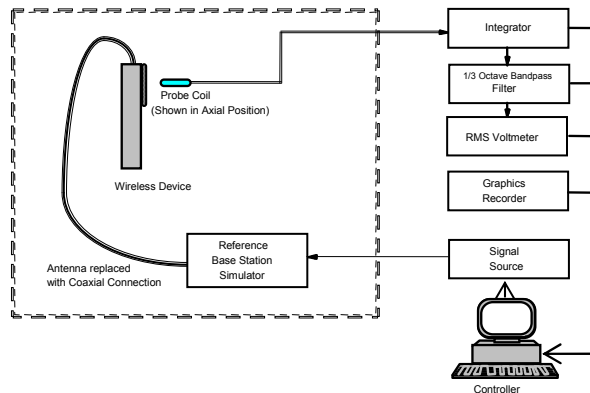 Integrator
1/3 Octave Bandpass
Filter
RMS Voltmeter
Graphics
Recorder
Signal
Source
Controller
Probe Coil
(Shown in Axial Position)
Wireless Device
Reference
Base Station
Simulator
Antenna replaced
with Coaxial Connection